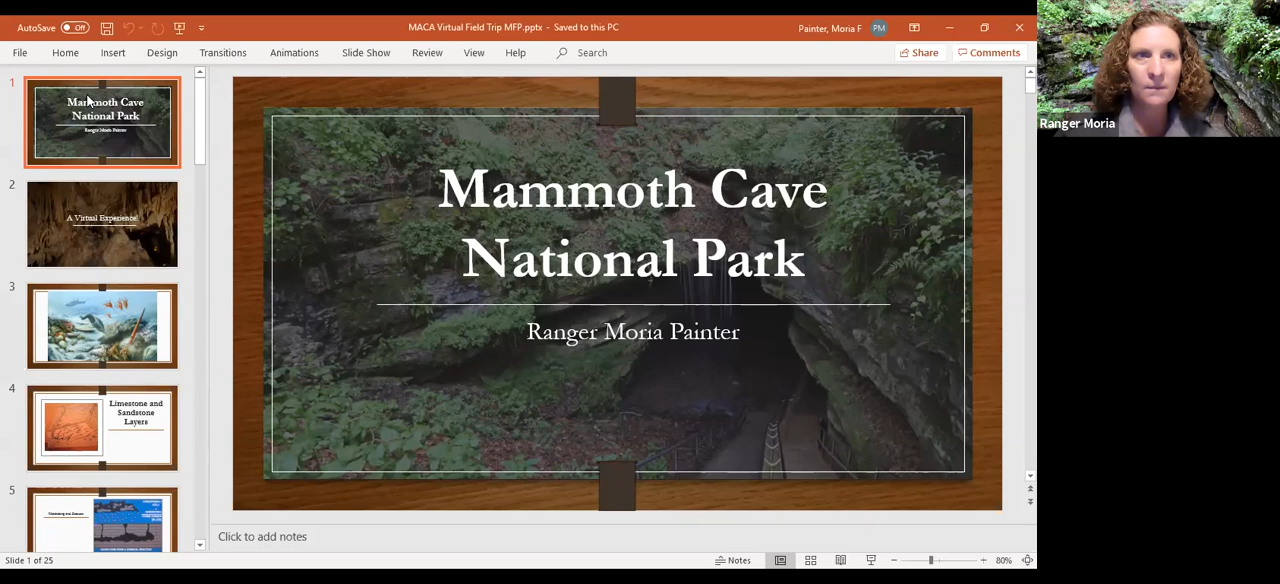 AutoSave Off
MACA Virtual Field Trip MFP.pptx - Saved to this PC
Painter, Moria F PM
File Home Insert Design Transitions Animations Slide Show Review View Help Search Share Comments
1
Mammoth Cave
National Park
Ranger Moria Painter
2
A Virtual Experience!
3
4
Limestone and
Sandstone
Layers
5
Mammoth Cave
National Park
Ranger Moria Painter
Click to add notes
Slide 1 of 25
Notes
80%
Ranger Moria